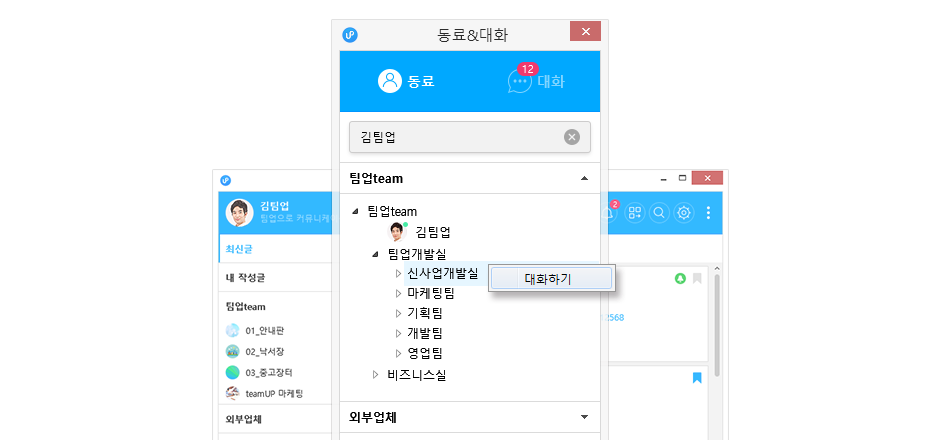 동료&대화
동료
12
대화
김팀업
팀업team
팀업team
김팀업
팀업개발실
신사업개발실
대화하기
마케팅팀
기획팀
개발팀
영업팀
비즈니스실
외부업체
김팀업
팀업으로 커뮤니케이
2
최신글
내 작성글
팀업team
01_안내판
02_낙서장
03_중고장터
teamUP 마케팅
외부업체
2568